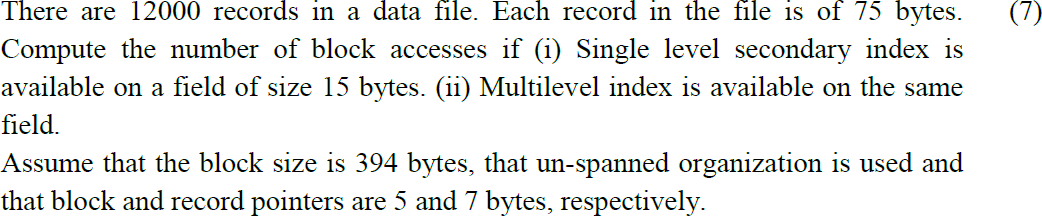 There are 12000 records in a data file. Each record in the file is of 75 bytes. (7)
Compute the number of block accesses if (i) Single level secondary index is
available on a field of size 15 bytes. (ii) Multilevel index is available on the same
field.
Assume that the block size is 394 bytes, that un-spanned organization is used and
that block and record pointers are 5 and 7 bytes, respectively.